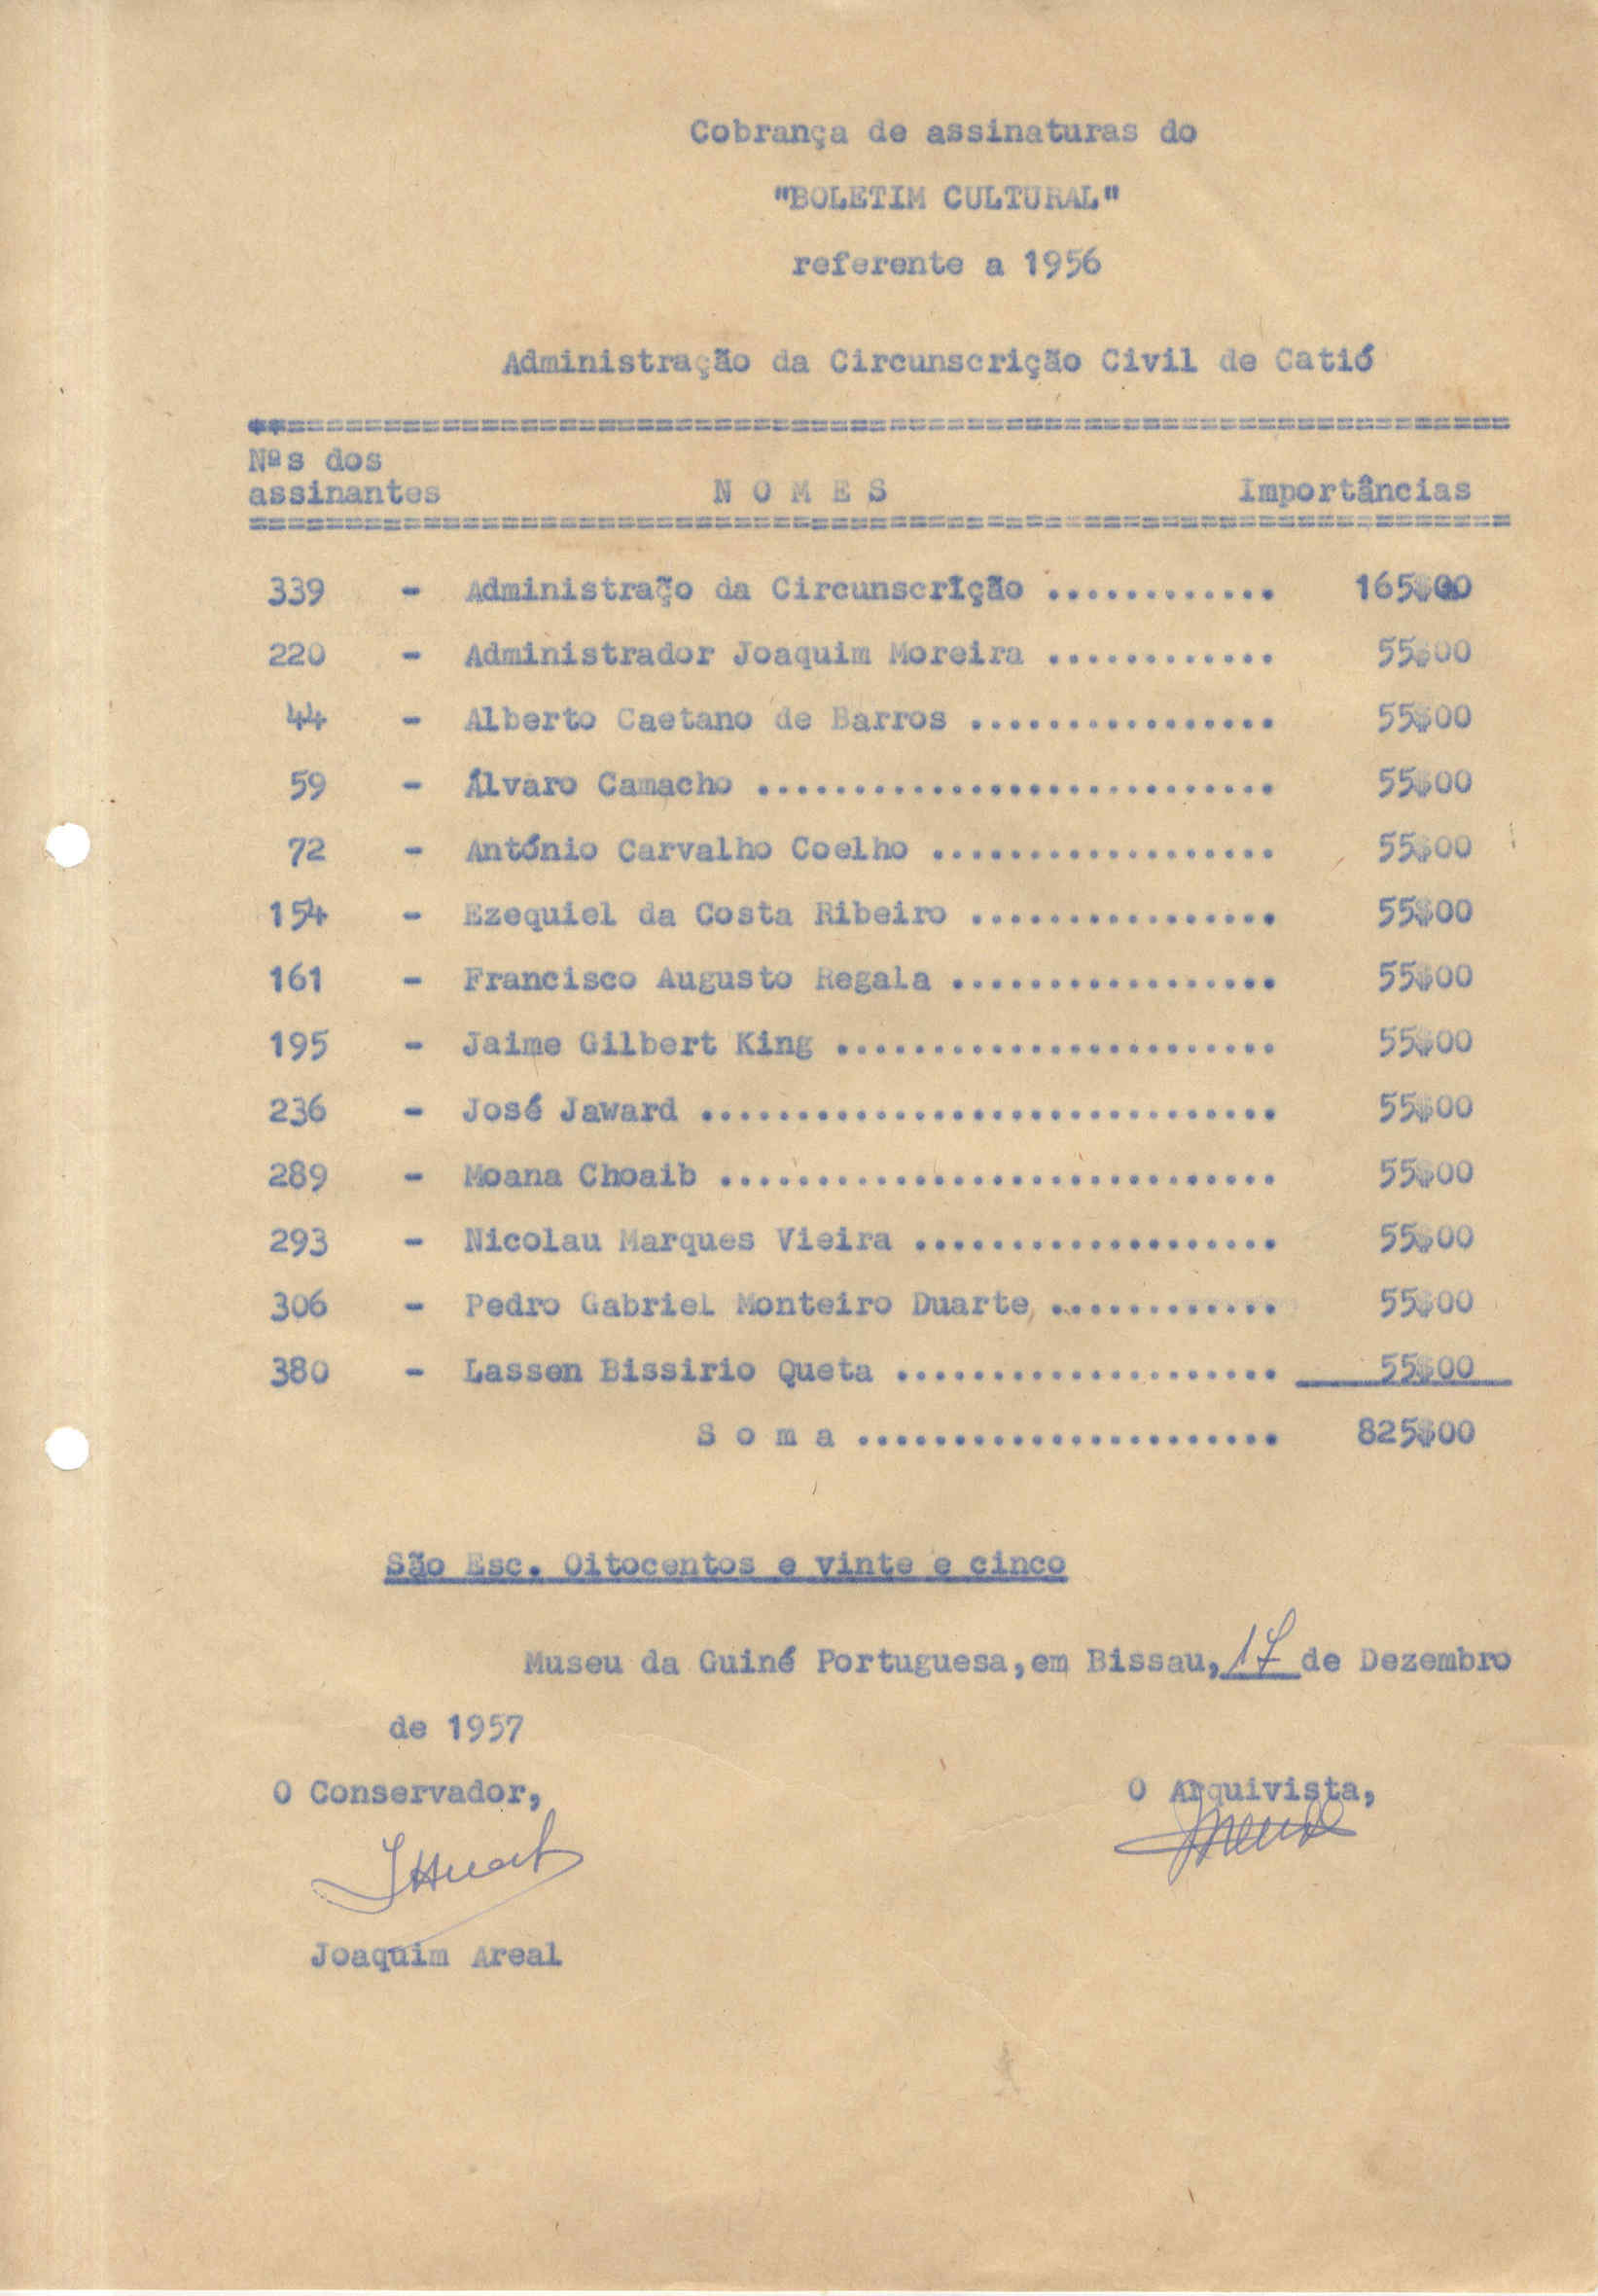 Cobrança de assinaturas do
"BOLETIM CULTURAL"
referente a 1956
Administração da Circunscrição Civil de Catió
Nºs dos
assinantes N O M E S Importâncias
339 - Administração da Circunscrição ............ 165$00
220 - Administrador Joaquim Moreira ............ 55$00
44 - Alberto Caetano de Barros ................ 55$00
59 - Álvaro Camacho ........................... 55$00
72 - António Carvalho Coelho .................. 55$00
154 - Ezequiel da Costa Ribeiro ................ 55$00
161 - Francisco Augusto Regala ................. 55$00
195 - Jaime Gilbert King ....................... 55$00
236 - José Jaward .............................. 55$00
289 - Moana Choaib ............................. 55$00
293 - Nicolau Marques Vieira ................... 55$00
306 - Pedro Gabriel Monteiro Duarte, ............ 55$00
380 - Lassen Bissirio Queta .................... 55$00
S o m a ...................... 825$00
São Esc. Oitocentos e vinte e cinco
Museu da Guiné Portuguesa,em Bissau, 17 de Dezembro
de 1957
O Conservador, O Arquivista,
Joaquim Areal